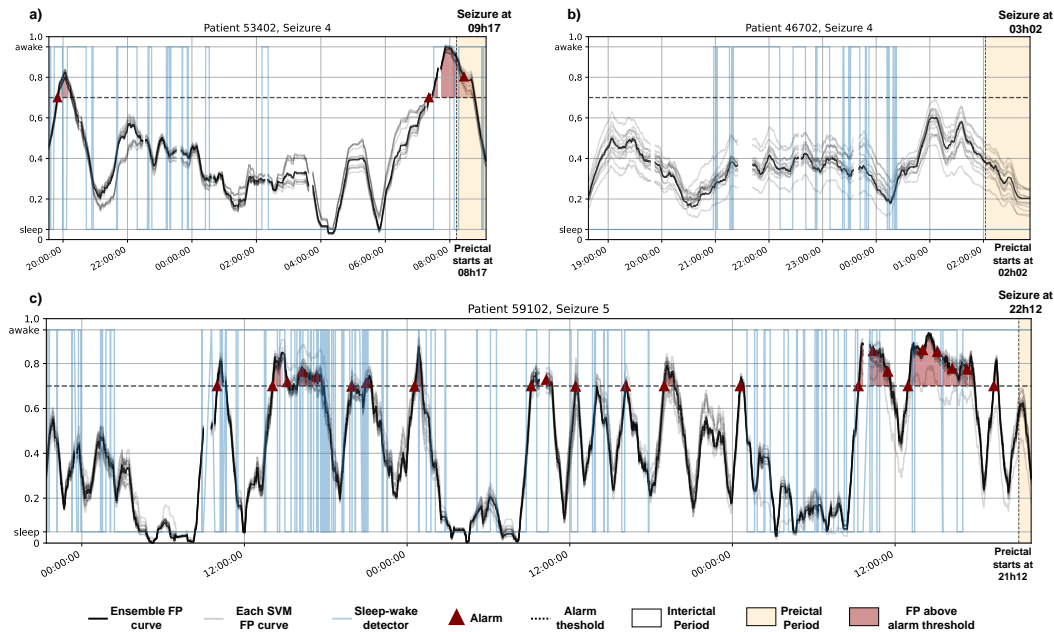 a)
Patient 53402, Seizure 4
Seizure at
09h17
1.0
awake
0.8
0.6
0.4
0.2
sleep
0
20:00:00
22:00:00
00:00:00
02:00:00
04:00:00
06:00:00
08:00:00
Preictal
starts at
08h17
b)
Patient 46702, Seizure 4
Seizure at
03h02
1.0
awake
0.8
0.6
0.4
0.2
sleep
0
19:00:00
20:00:00
21:00:00
22:00:00
23:00:00
00:00:00
01:00:00
02:00:00
Preictal
starts at
02h02
c)
Patient 59102, Seizure 5
Seizure at
22h12
1.0
awake
0.8
0.6
0.4
0.2
sleep
0
00:00:00
12:00:00
00:00:00
12:00:00
00:00:00
12:00:00
Preictal
starts at
21h12
Ensemble FP
curve
Each SVM
FP curve
Sleep-wake
detector
Alarm
Alarm
theshold
Interictal
Period
Preictal
Period
FP above
alarm threshold